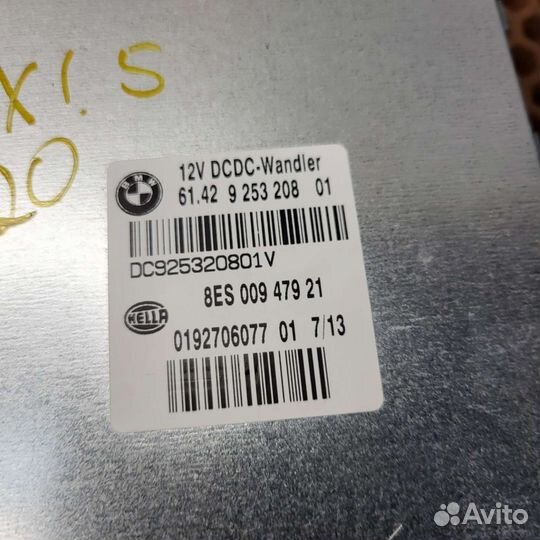 X1.5
20
BMW
12V DCDC-Wandler
61.42 9 253 208 01
DC925320801V
8ES 009 479 21
HELLA
0192706077 01 7/13
Avito